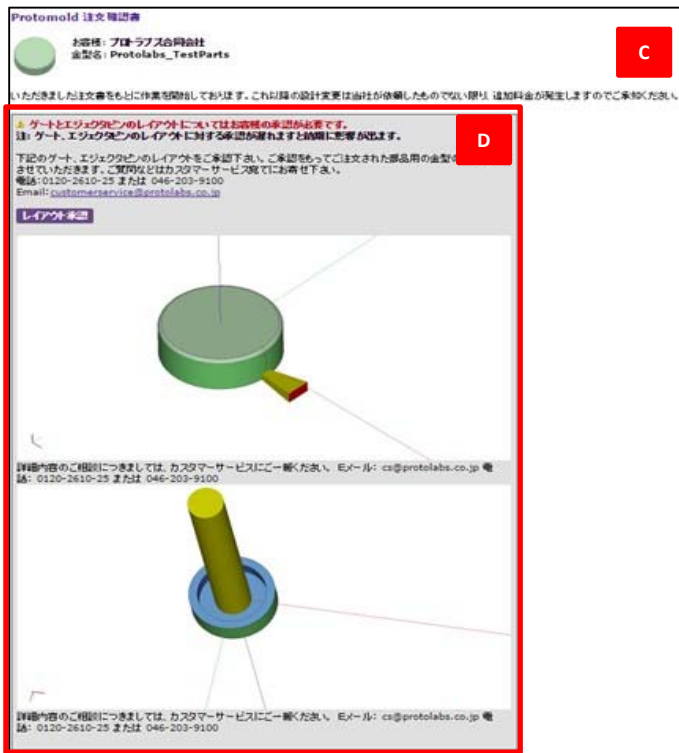 Protomold 注文確認書
お客様: プロトラブズ合同会社
金型名: Protolabs_TestParts
C
いただきました注文書をもとに作業を開始しております。これ以降の設計変更は当社が依頼したものでない限り、追加料金が発生しますのでご承知ください。
⚠ ゲートとエジェクタピンのレイアウトについてはお客様の承認が必要です。
注: ゲート、エジェクタピンのレイアウトに対する承認が遅れますと納期に影響が出ます。
D
下記のゲート、エジェクタピンのレイアウトをご承認下さい。ご承認をもってご注文された部品用の金型の
させていただきます。ご質問などはカスタマーサービス宛てにお寄せ下さい。
電話:0120-2610-25 または 046-203-9100
Email:customerservice@protolabs.co.jp
レイアウト承認
詳細内容のご相談につきましては、カスタマーサービスにご一報ください。 Eメール: cs@protolabs.co.jp 電
話: 0120-2610-25 または 046-203-9100
詳細内容のご相談につきましては、カスタマーサービスにご一報ください。 Eメール: cs@protolabs.co.jp 電
話: 0120-2610-25 または 046-203-9100